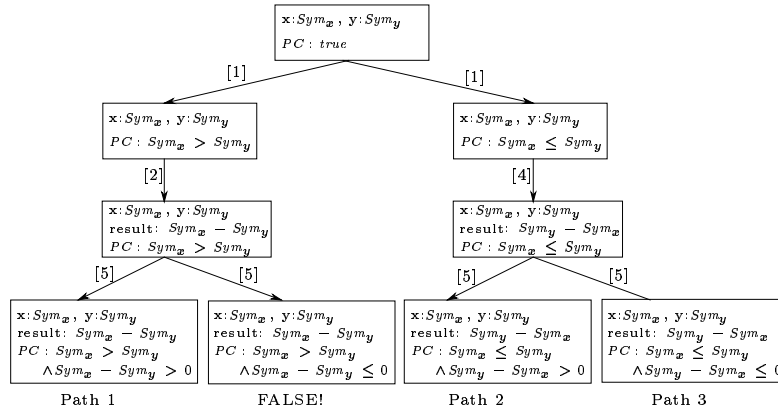 x:Sym_x , y:Sym_y
PC : true
[1]
[1]
x:Sym_x , y:Sym_y
PC : Sym_x > Sym_y
x:Sym_x , y:Sym_y
PC : Sym_x ≤ Sym_y
[2]
[4]
x:Sym_x , y:Sym_y
result: Sym_x − Sym_y
PC : Sym_x > Sym_y
x:Sym_x , y:Sym_y
result: Sym_y − Sym_x
PC : Sym_x ≤ Sym_y
[5]
[5]
[5]
[5]
x:Sym_x , y:Sym_y
result: Sym_x − Sym_y
PC : Sym_x > Sym_y
∧Sym_x − Sym_y > 0
x:Sym_x , y:Sym_y
result: Sym_x − Sym_y
PC : Sym_x > Sym_y
∧Sym_x − Sym_y ≤ 0
x:Sym_x , y:Sym_y
result: Sym_y − Sym_x
PC : Sym_x ≤ Sym_y
∧Sym_y − Sym_x > 0
x:Sym_x , y:Sym_y
result: Sym_y − Sym_x
PC : Sym_x ≤ Sym_y
∧Sym_y − Sym_x ≤ 0
Path 1
FALSE!
Path 2
Path 3